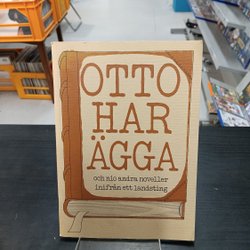 OTTO
HAR
ÄGGA
och nio andra noveller
inifrån ett landsting